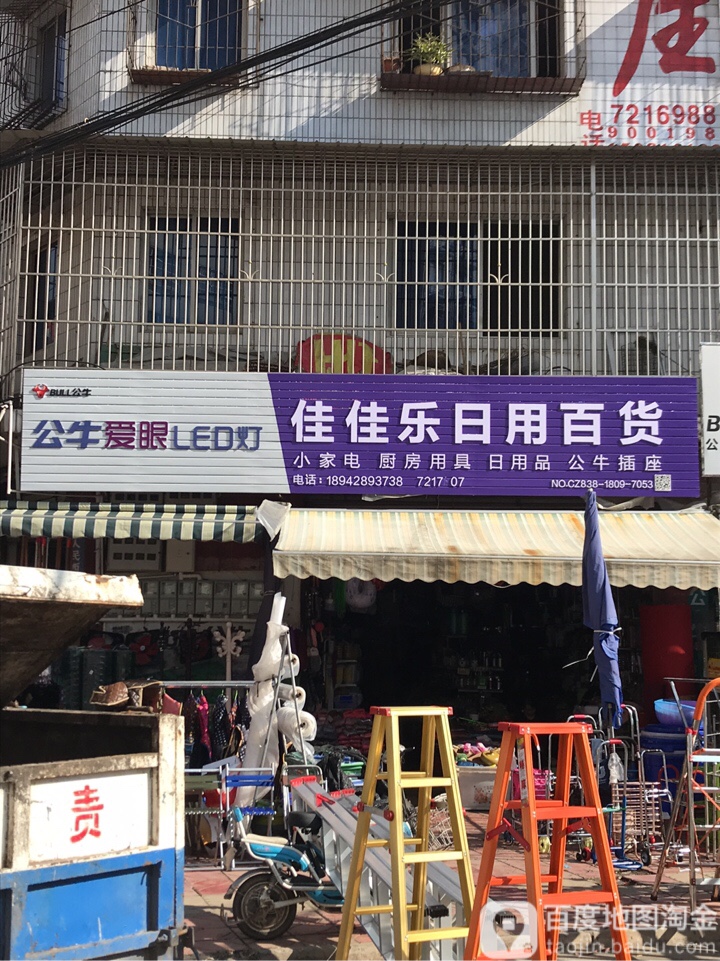 电话
7216988
900198
BULL公牛
公牛爱眼LED灯
佳佳乐日用百货
小家电 厨房用具 日用品 公牛插座
电话:18942893738 7217 07
NO.CZ838-1809-7053
责
百度地图淘金
taojin.baidu.com